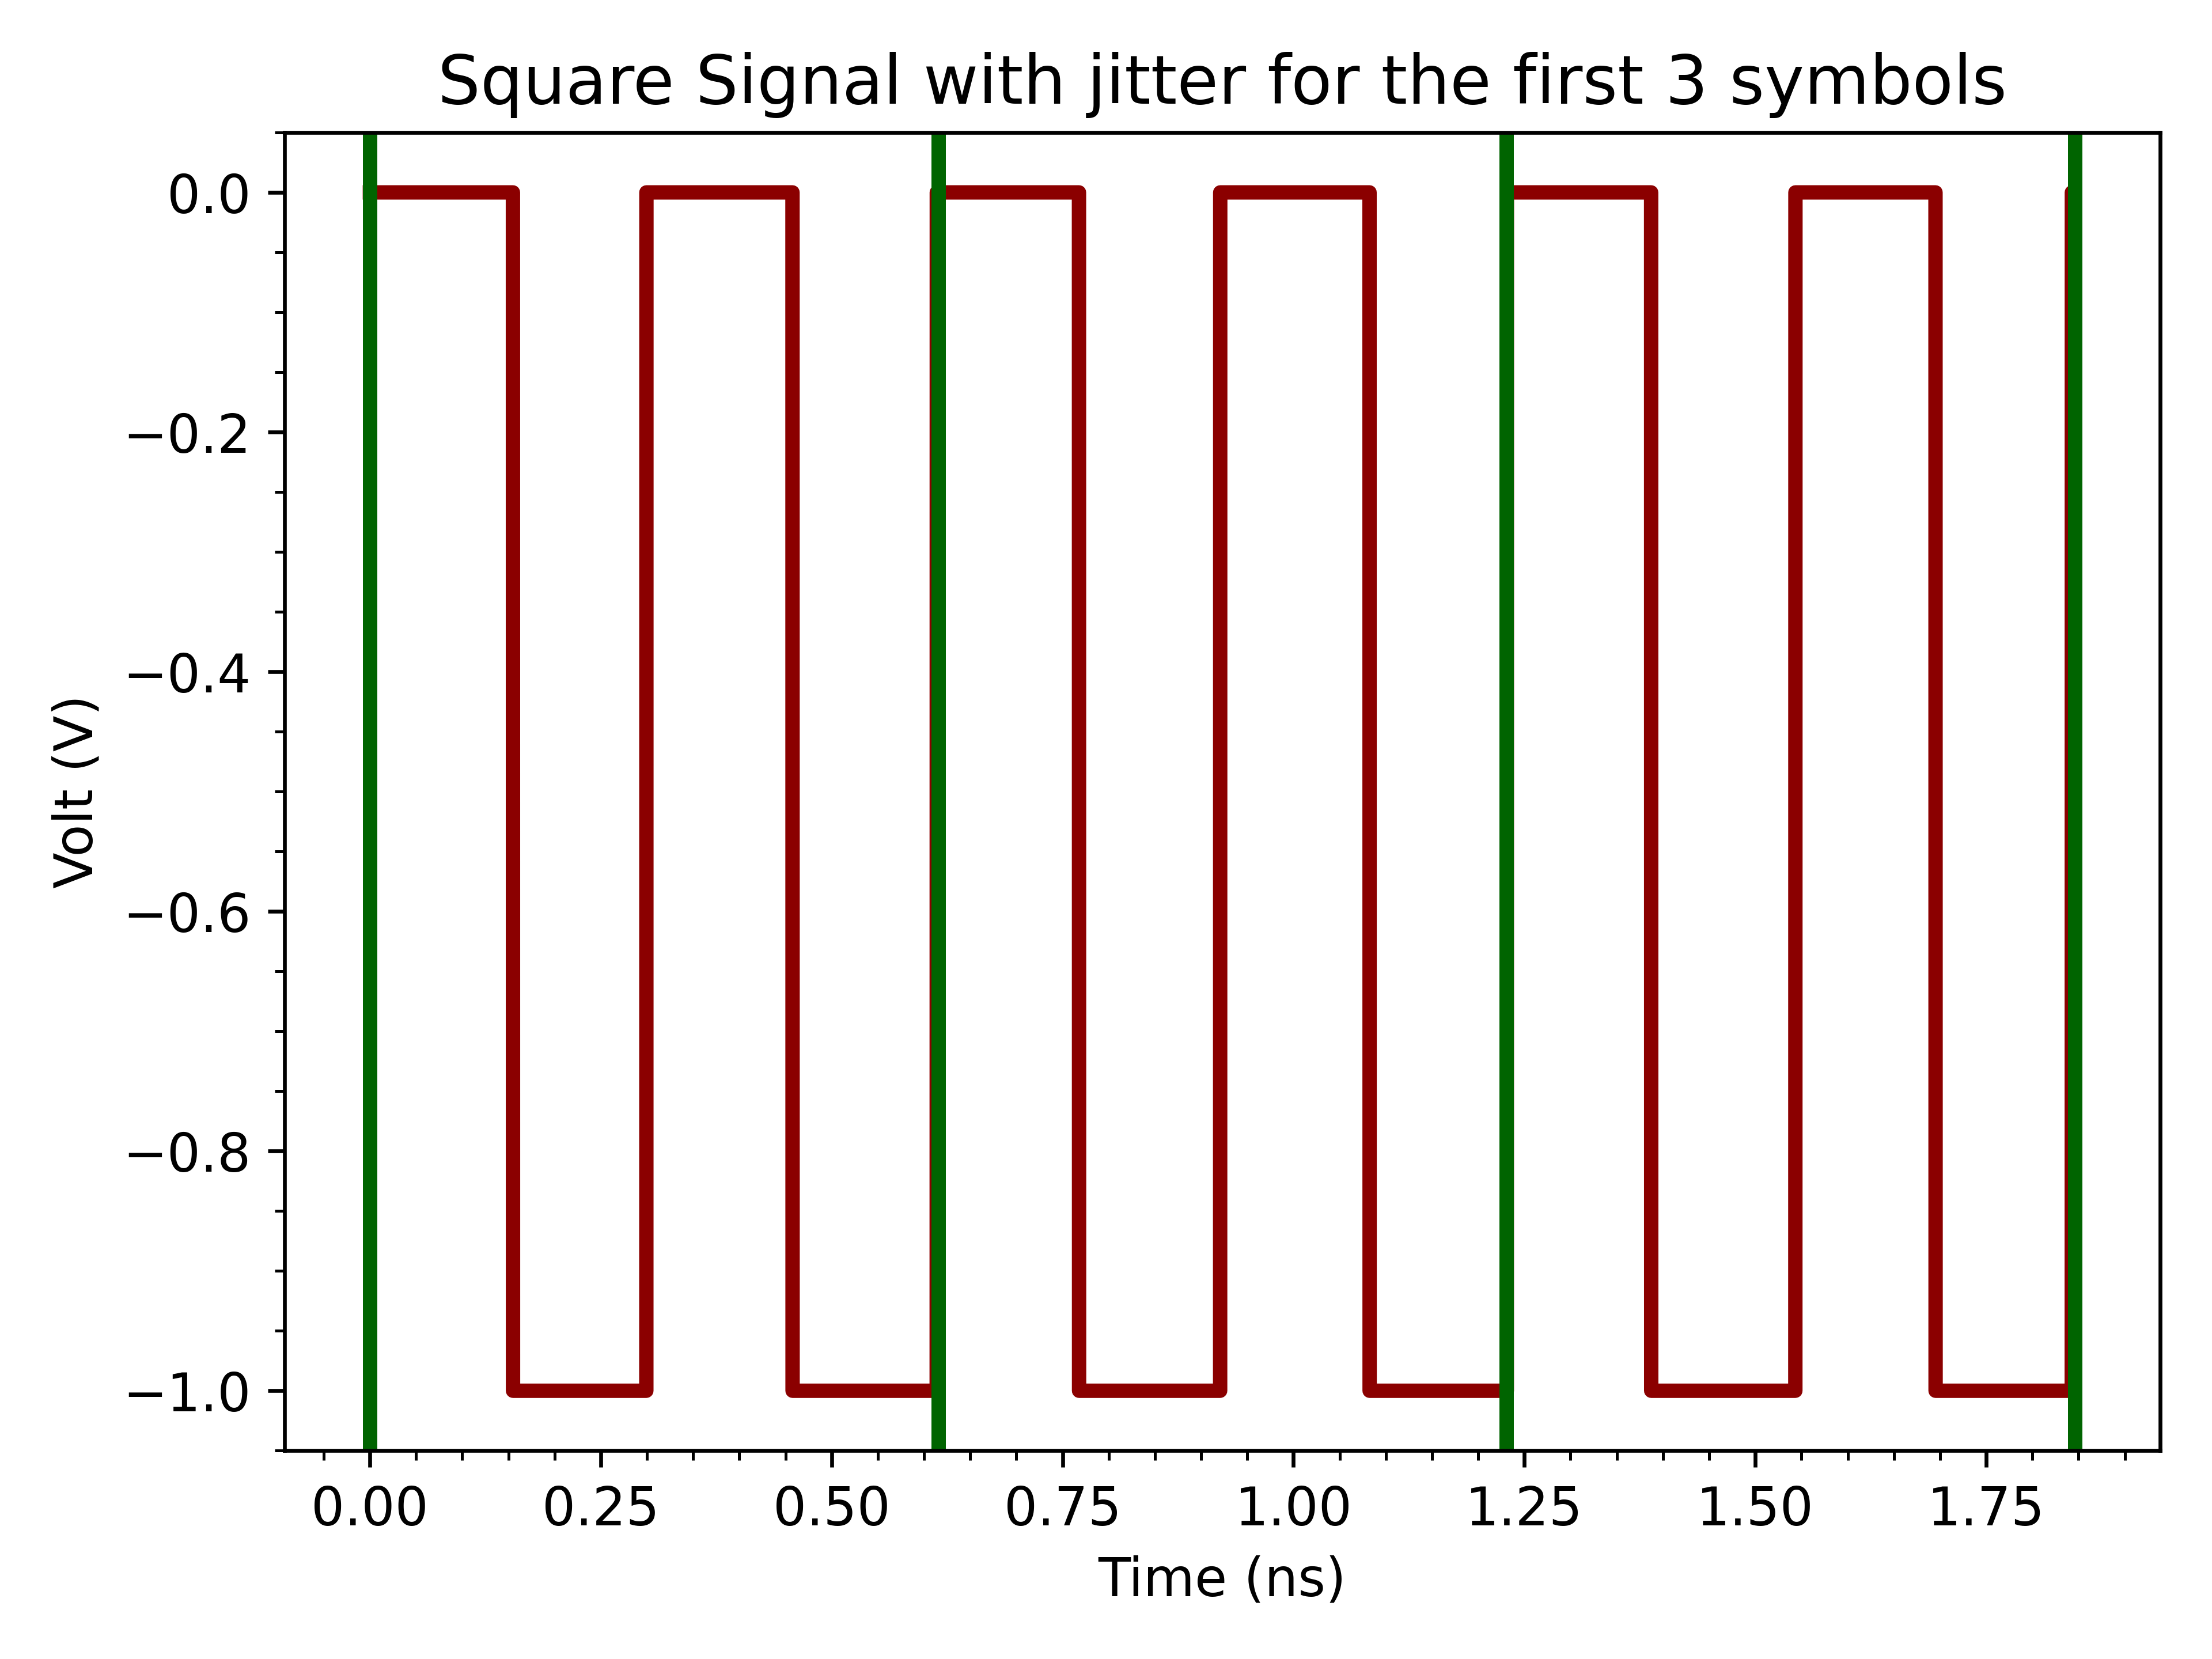 Square Signal with jitter for the first 3 symbols
0.0
−0.2
−0.4
−0.6
−0.8
−1.0
Volt (V)
0.00 0.25 0.50 0.75 1.00 1.25 1.50 1.75
Time (ns)